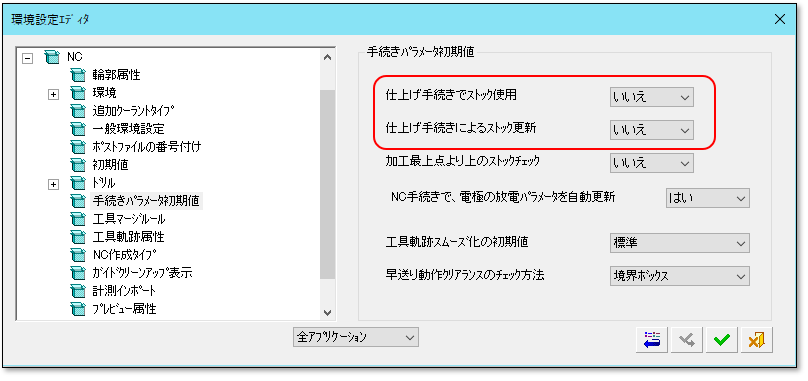 環境設定ｴﾃﾞｨﾀ
NC
輪郭属性
環境
追加ｸｰﾗﾝﾄﾀｲﾌﾟ
一般環境設定
ﾎﾟｽﾄﾌｧｲﾙの番号付け
初期値
ﾄﾞﾘﾙ
手続きﾊﾟﾗﾒｰﾀ初期値
工具ﾏｰｼﾞﾙｰﾙ
工具軌跡属性
NC作成ﾀｲﾌﾟ
ｶﾞｲﾄﾞｸﾘｰﾝｱｯﾌﾟ表示
計測ｲﾝﾎﾟｰﾄ
ﾌﾟﾚﾋﾞｭｰ属性
手続きﾊﾟﾗﾒｰﾀ初期値
仕上げ手続きでｽﾄｯｸ使用 いいえ
仕上げ手続きによるｽﾄｯｸ更新 いいえ
加工最上点より上のｽﾄｯｸﾁｪｯｸ いいえ
NC手続きで、電極の放電ﾊﾟﾗﾒｰﾀを自動更新 はい
工具軌跡ｽﾑｰｽﾞ化の初期値 標準
早送り動作ｸﾘｱﾗﾝｽのﾁｪｯｸ方法 境界ﾎﾞｯｸｽ
全ｱﾌﾟﾘｹｰｼｮﾝ